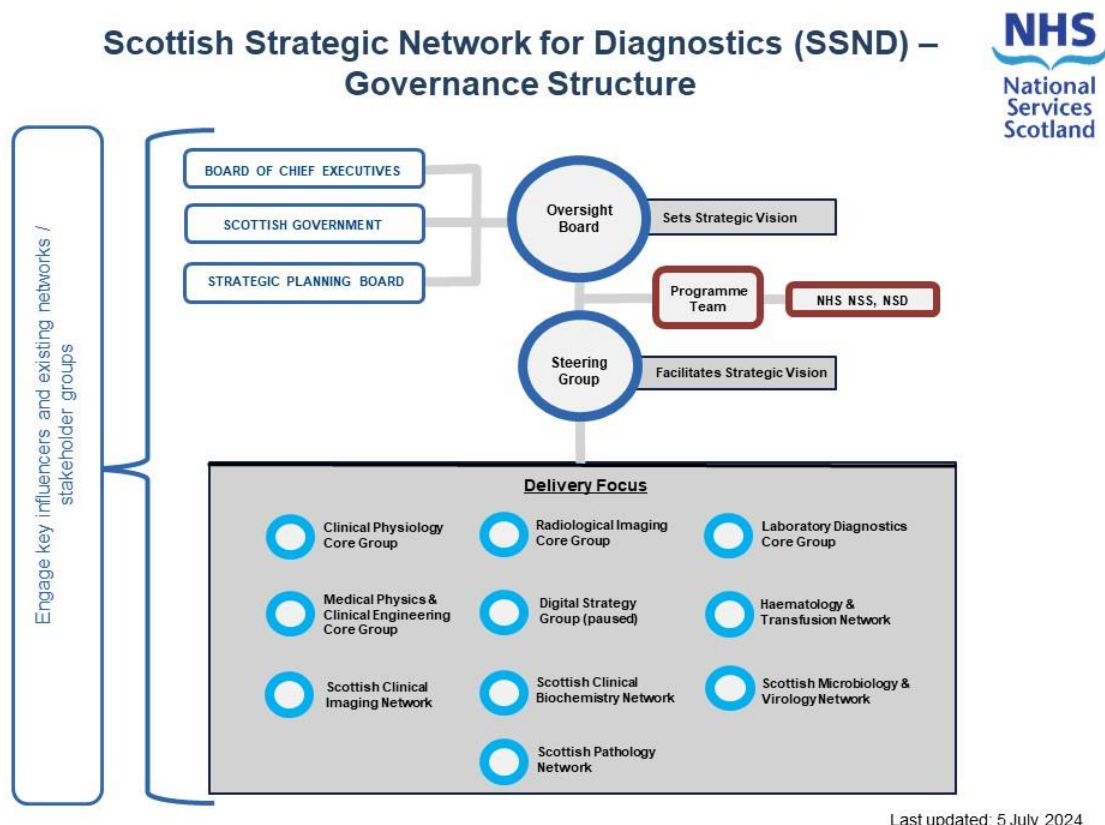 Scottish Strategic Network for Diagnostics (SSND) –
Governance Structure
NHS
National
Services
Scotland
Engage key influencers and existing networks /
stakeholder groups
BOARD OF CHIEF EXECUTIVES
SCOTTISH GOVERNMENT
STRATEGIC PLANNING BOARD
Oversight
Board
Sets Strategic Vision
Programme
Team
NHS NSS, NSD
Steering
Group
Facilitates Strategic Vision
Delivery Focus
Clinical Physiology
Core Group
Radiological Imaging
Core Group
Laboratory Diagnostics
Core Group
Medical Physics &
Clinical Engineering
Core Group
Digital Strategy
Group (paused)
Haematology &
Transfusion Network
Scottish Clinical
Imaging Network
Scottish Clinical
Biochemistry Network
Scottish Microbiology &
Virology Network
Scottish Pathology
Network
Last updated: 5 July 2024